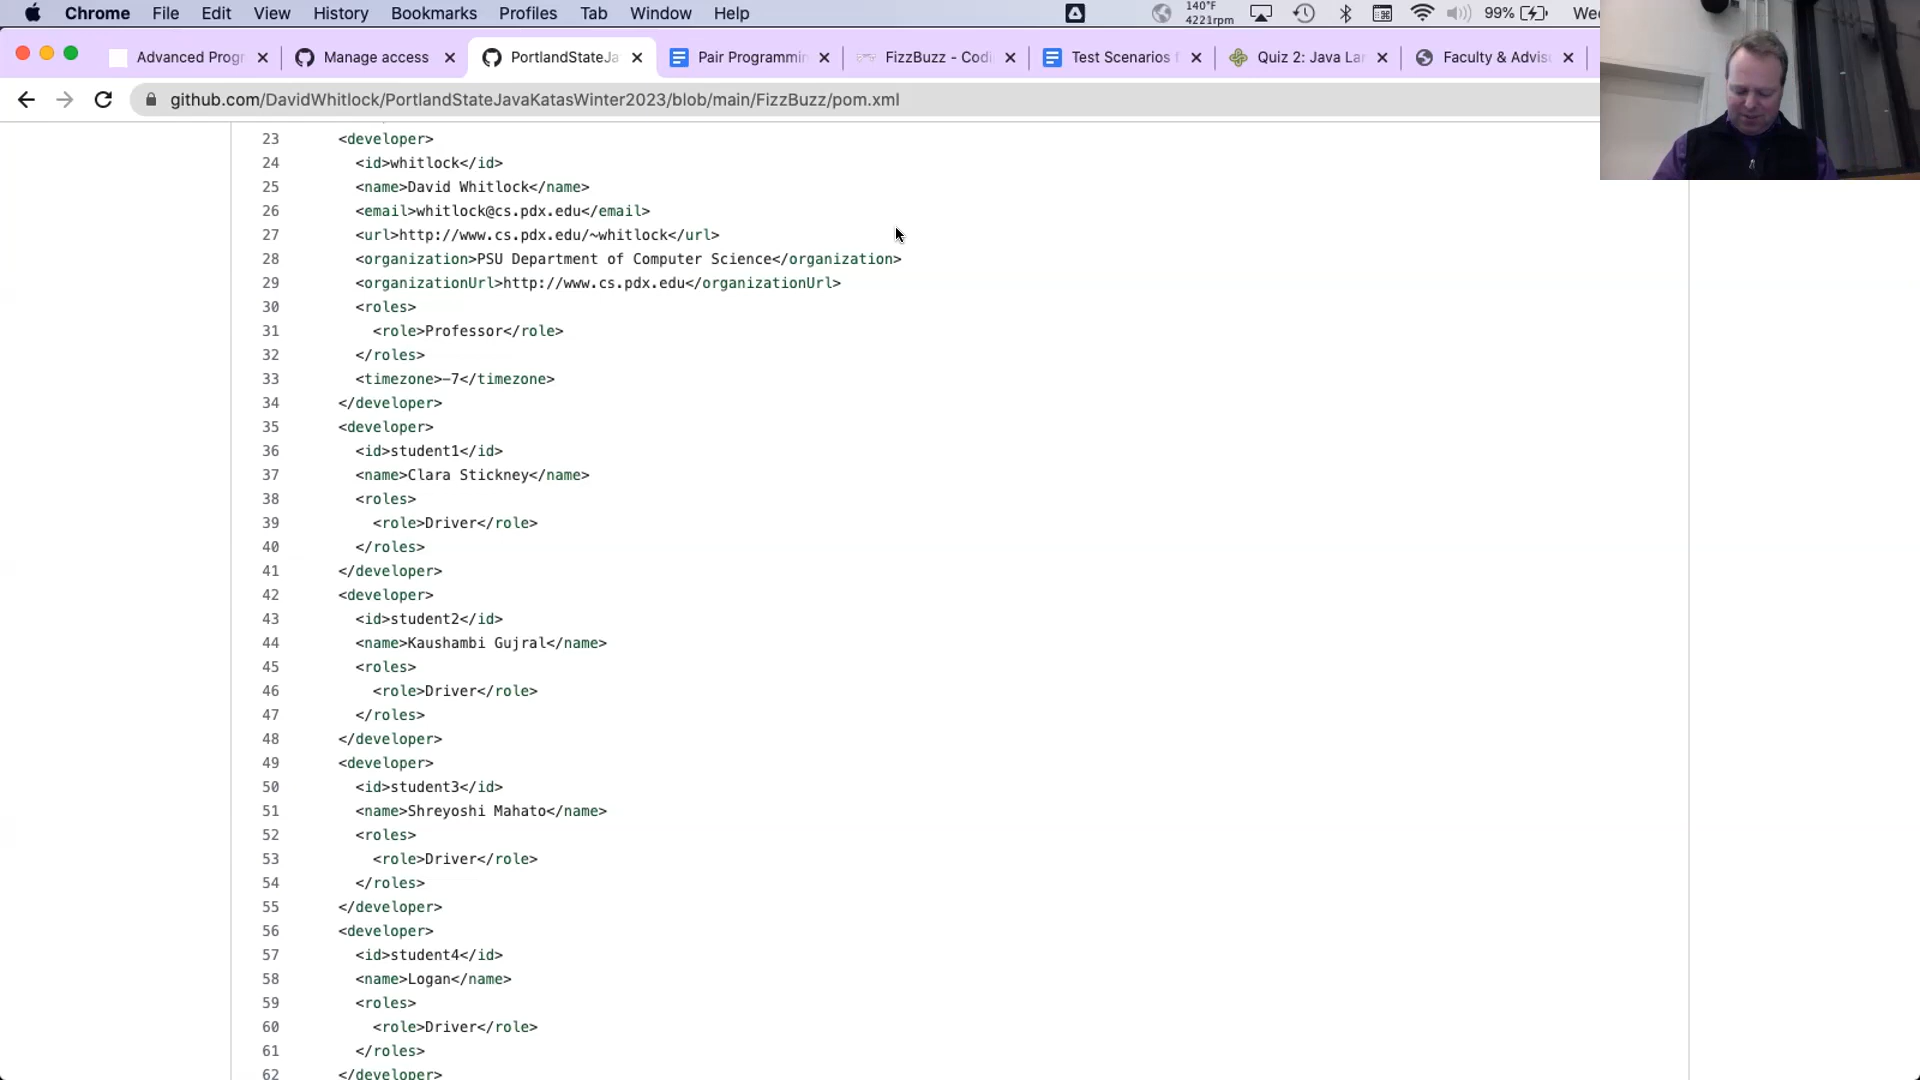 Chrome File Edit View History Bookmarks Profiles Tab Window Help 140°F 4221rpm 99% We
Advanced Prog Manage access PortlandStateJa Pair Programmin FizzBuzz - Codi Test Scenarios f Quiz 2: Java Lar Faculty & Advis
github.com/DavidWhitlock/PortlandStateJavaKatasWinter2023/blob/main/FizzBuzz/pom.xml
23 <developer>
24 <id>whitlock</id>
25 <name>David Whitlock</name>
26 <email>whitlock@cs.pdx.edu</email>
27 <url>http://www.cs.pdx.edu/~whitlock</url>
28 <organization>PSU Department of Computer Science</organization>
29 <organizationUrl>http://www.cs.pdx.edu</organizationUrl>
30 <roles>
31 <role>Professor</role>
32 </roles>
33 <timezone>-7</timezone>
34 </developer>
35 <developer>
36 <id>student1</id>
37 <name>Clara Stickney</name>
38 <roles>
39 <role>Driver</role>
40 </roles>
41 </developer>
42 <developer>
43 <id>student2</id>
44 <name>Kaushambi Gujral</name>
45 <roles>
46 <role>Driver</role>
47 </roles>
48 </developer>
49 <developer>
50 <id>student3</id>
51 <name>Shreyoshi Mahato</name>
52 <roles>
53 <role>Driver</role>
54 </roles>
55 </developer>
56 <developer>
57 <id>student4</id>
58 <name>Logan</name>
59 <roles>
60 <role>Driver</role>
61 </roles>
62 </developer>